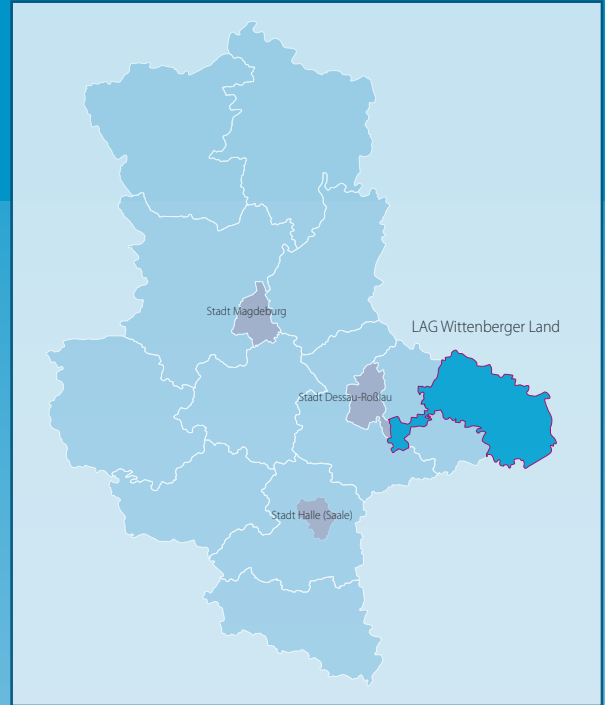 Stadt Magdeburg
LAG Wittenberger Land
Stadt Dessau-Roßlau
Stadt Halle (Saale)